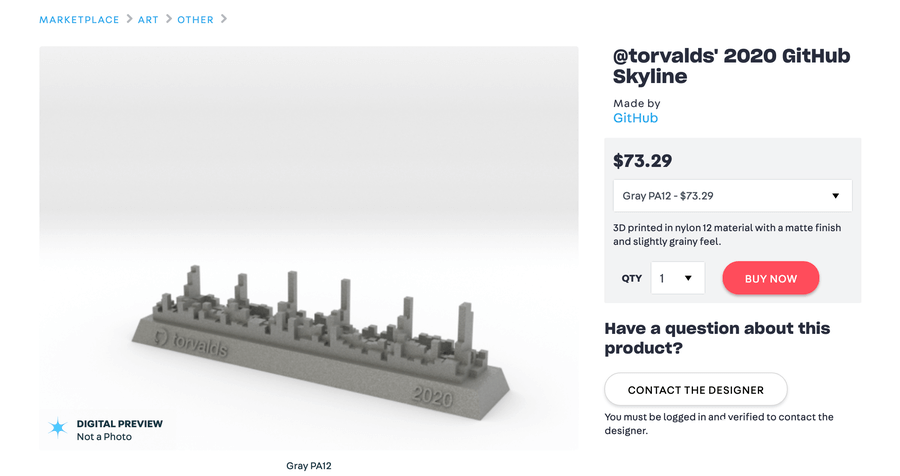 MARKETPLACE > ART > OTHER >
@torvalds' 2020 GitHub
Skyline
Made by
GitHub
$73.29
Gray PA12 - $73.29
3D printed in nylon 12 material with a matte finish
and slightly grainy feel.
QTY 1 BUY NOW
torvalds
2020
DIGITAL PREVIEW
Not a Photo
Gray PA12
Have a question about this
product?
CONTACT THE DESIGNER
You must be logged in and verified to contact the
designer.